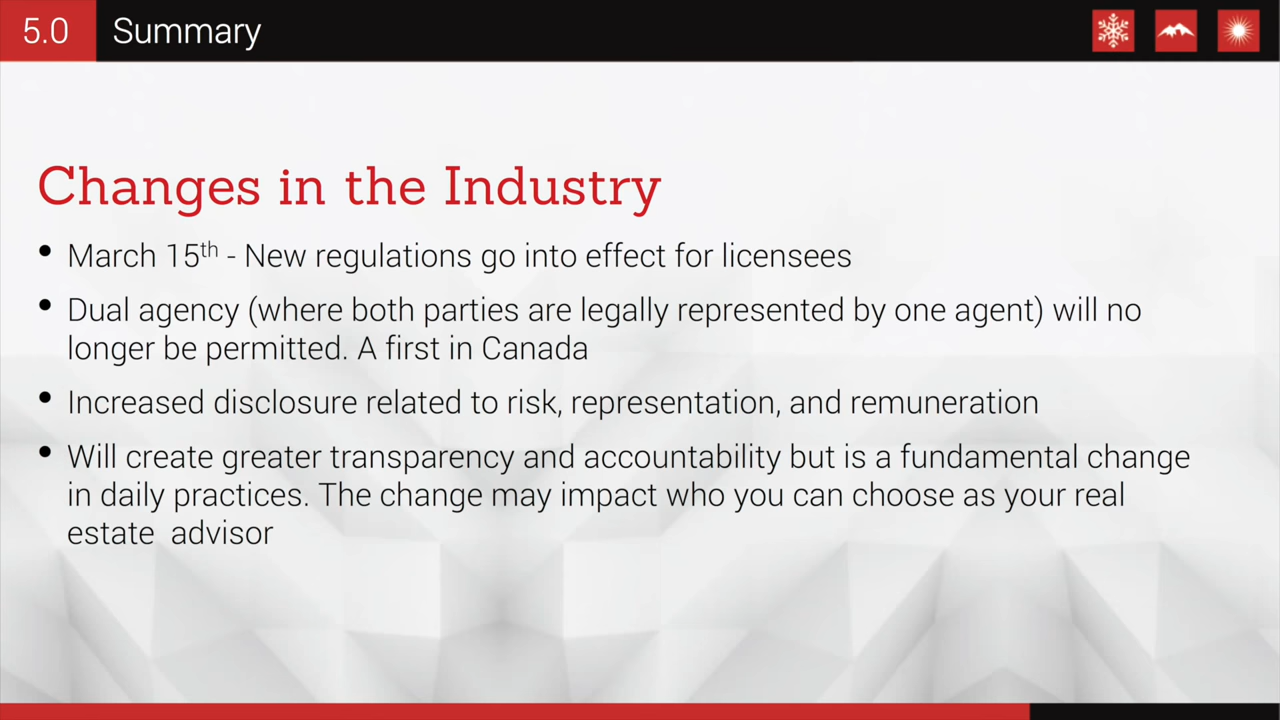 5.0 Summary
Changes in the Industry
• March 15th - New regulations go into effect for licensees
• Dual agency (where both parties are legally represented by one agent) will no
longer be permitted. A first in Canada
• Increased disclosure related to risk, representation, and remuneration
• Will create greater transparency and accountability but is a fundamental change
in daily practices. The change may impact who you can choose as your real
estate  advisor